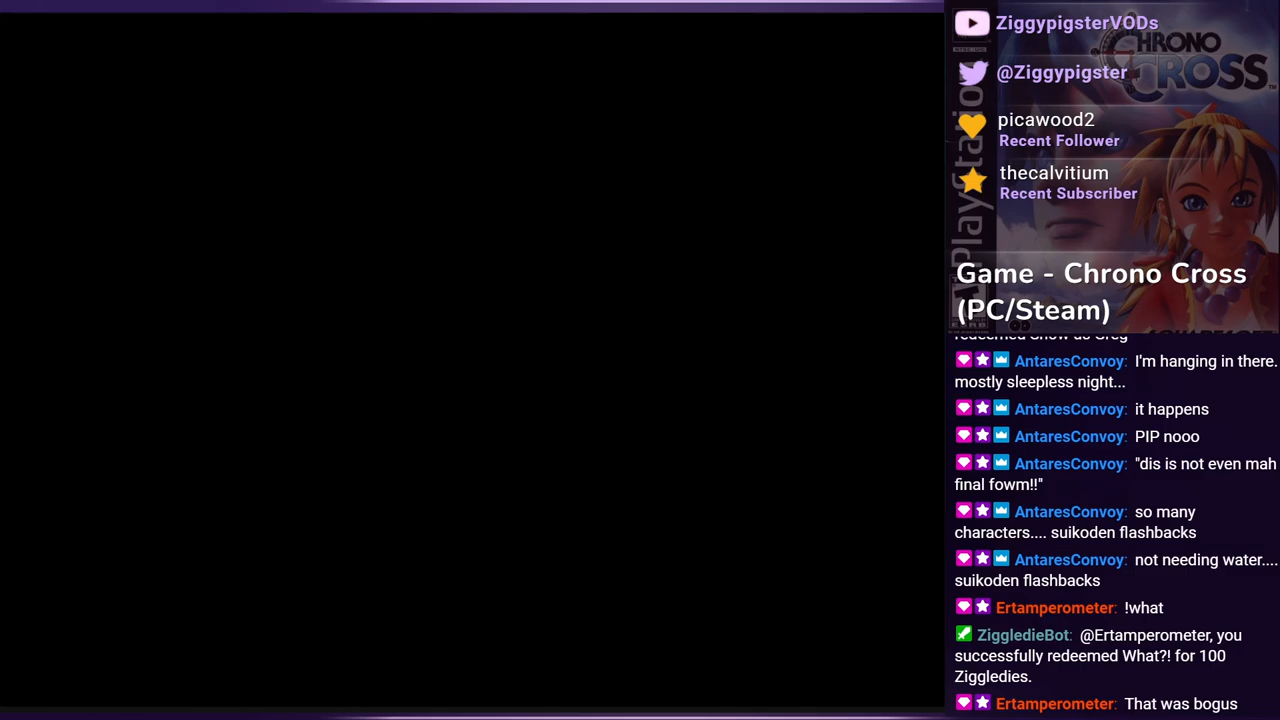 ZiggypigsterVODs
@Ziggypigster
picawood2
Recent Follower
thecalvitium
Recent Subscriber
CHRONO
CROSS
PlayStation
Game - Chrono Cross
(PC/Steam)
AntaresConvoy: I'm hanging in there.
mostly sleepless night...
AntaresConvoy: it happens
AntaresConvoy: PIP nooo
AntaresConvoy: "dis is not even mah
final fowm!!"
AntaresConvoy: so many
characters.... suikoden flashbacks
AntaresConvoy: not needing water....
suikoden flashbacks
Ertamperometer: !what
ZiggledieBot: @Ertamperometer, you
successfully redeemed What?! for 100
Ziggledies.
Ertamperometer: That was bogus